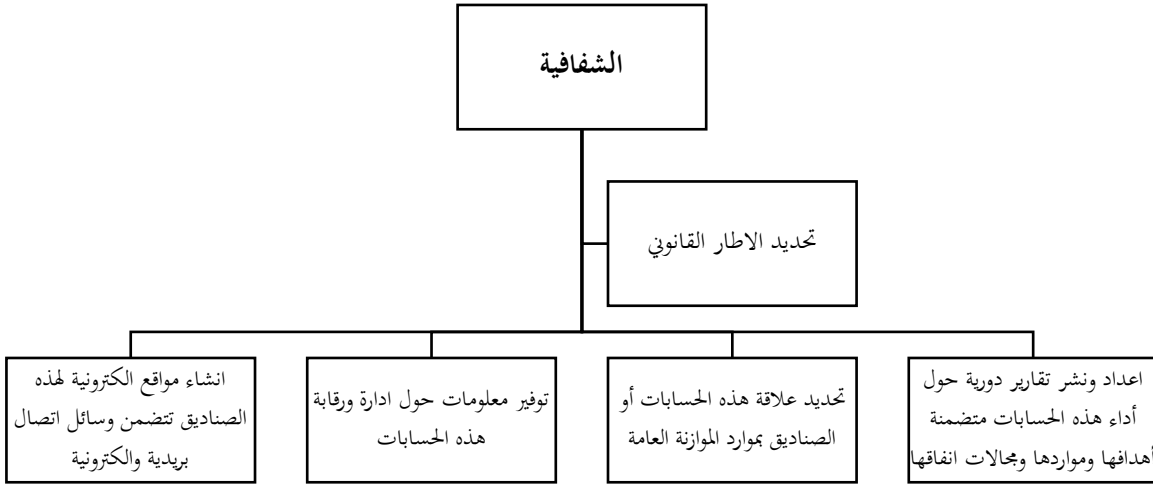 الشفافية
تحديد الاطار القانوني
اعداد ونشر تقارير دورية حول
أداء هذه الحسابات متضمنة
أهدافها ومواردها ومجالات انفاقها
تحديد علاقة هذه الحسابات أو
الصناديق بموارد الموازنة العامة
توفير معلومات حول ادارة ورقابة
هذه الحسابات
انشاء مواقع الكترونية لهذه
الصناديق تتضمن وسائل اتصال
بريدية والكترونية